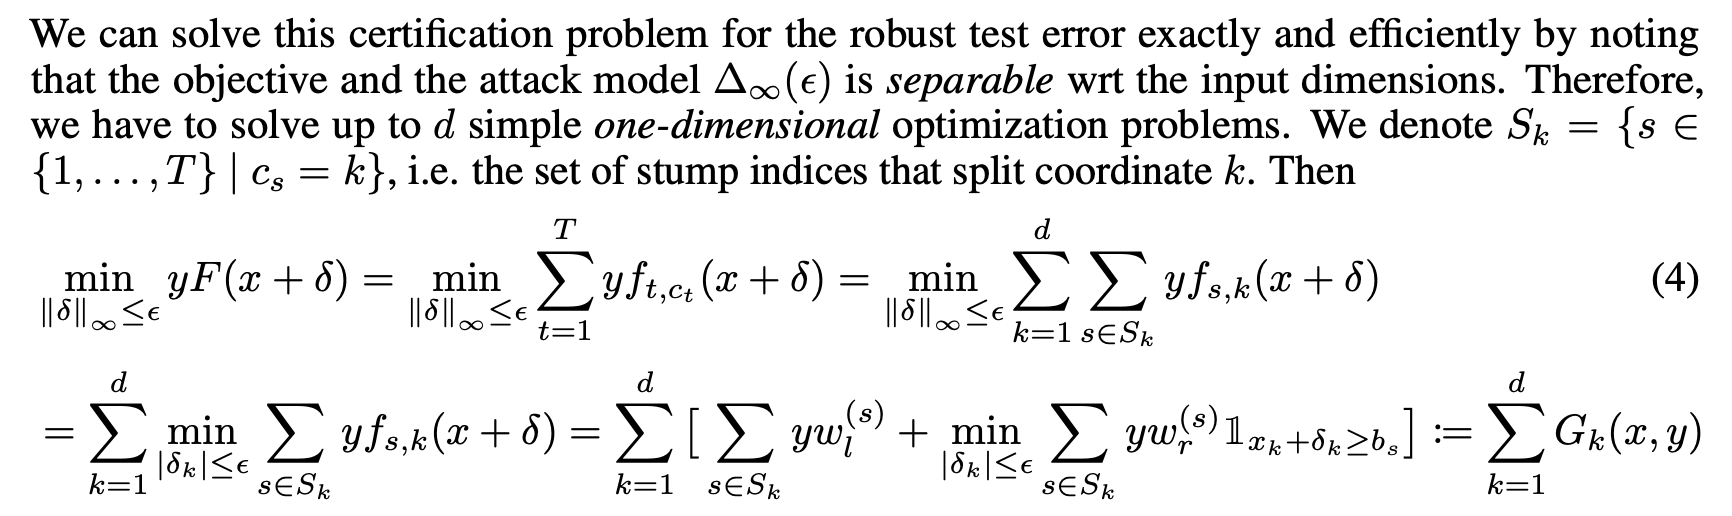 We can solve this certification problem for the robust test error exactly and efficiently by noting
that the objective and the attack model $\Delta_\infty(\epsilon)$ is separable wrt the input dimensions. Therefore,
we have to solve up to $d$ simple one-dimensional optimization problems. We denote $S_k = \{s \in$
$\{1, \ldots, T\} \mid c_s = k\}$, i.e. the set of stump indices that split coordinate $k$. Then
$\min_{\|\delta\|_\infty \leq \epsilon} yF(x + \delta) = \min_{\|\delta\|_\infty \leq \epsilon} \sum_{t=1}^{T} yf_{t,c_t}(x + \delta) = \min_{\|\delta\|_\infty \leq \epsilon} \sum_{k=1}^{d} \sum_{s \in S_k} yf_{s,k}(x + \delta)$ (4)
$= \sum_{k=1}^{d} \min_{|\delta_k| \leq \epsilon} \sum_{s \in S_k} yf_{s,k}(x + \delta) = \sum_{k=1}^{d} [\sum_{s \in S_k} yw_l^{(s)} + \min_{|\delta_k| \leq \epsilon} \sum_{s \in S_k} yw_r^{(s)} \mathbb{1}_{x_k + \delta_k \geq b_s}] := \sum_{k=1}^{d} G_k(x, y)$